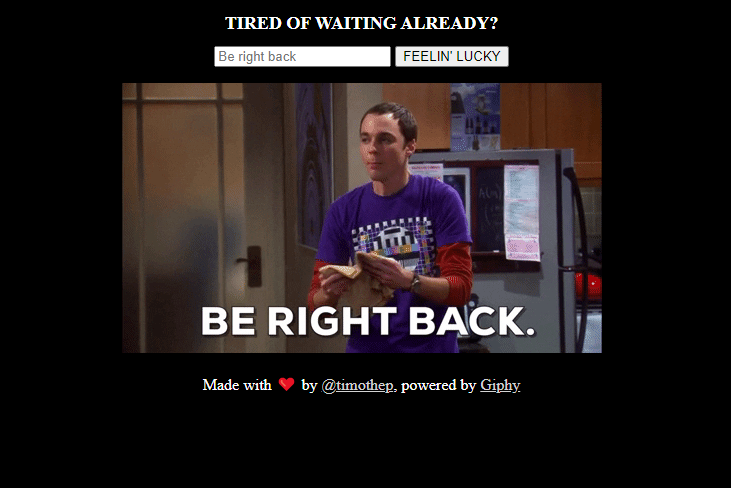 TIRED OF WAITING ALREADY?
Be right back FEELIN' LUCKY
BE RIGHT BACK.
Made with ❤ by @timothep, powered by Giphy